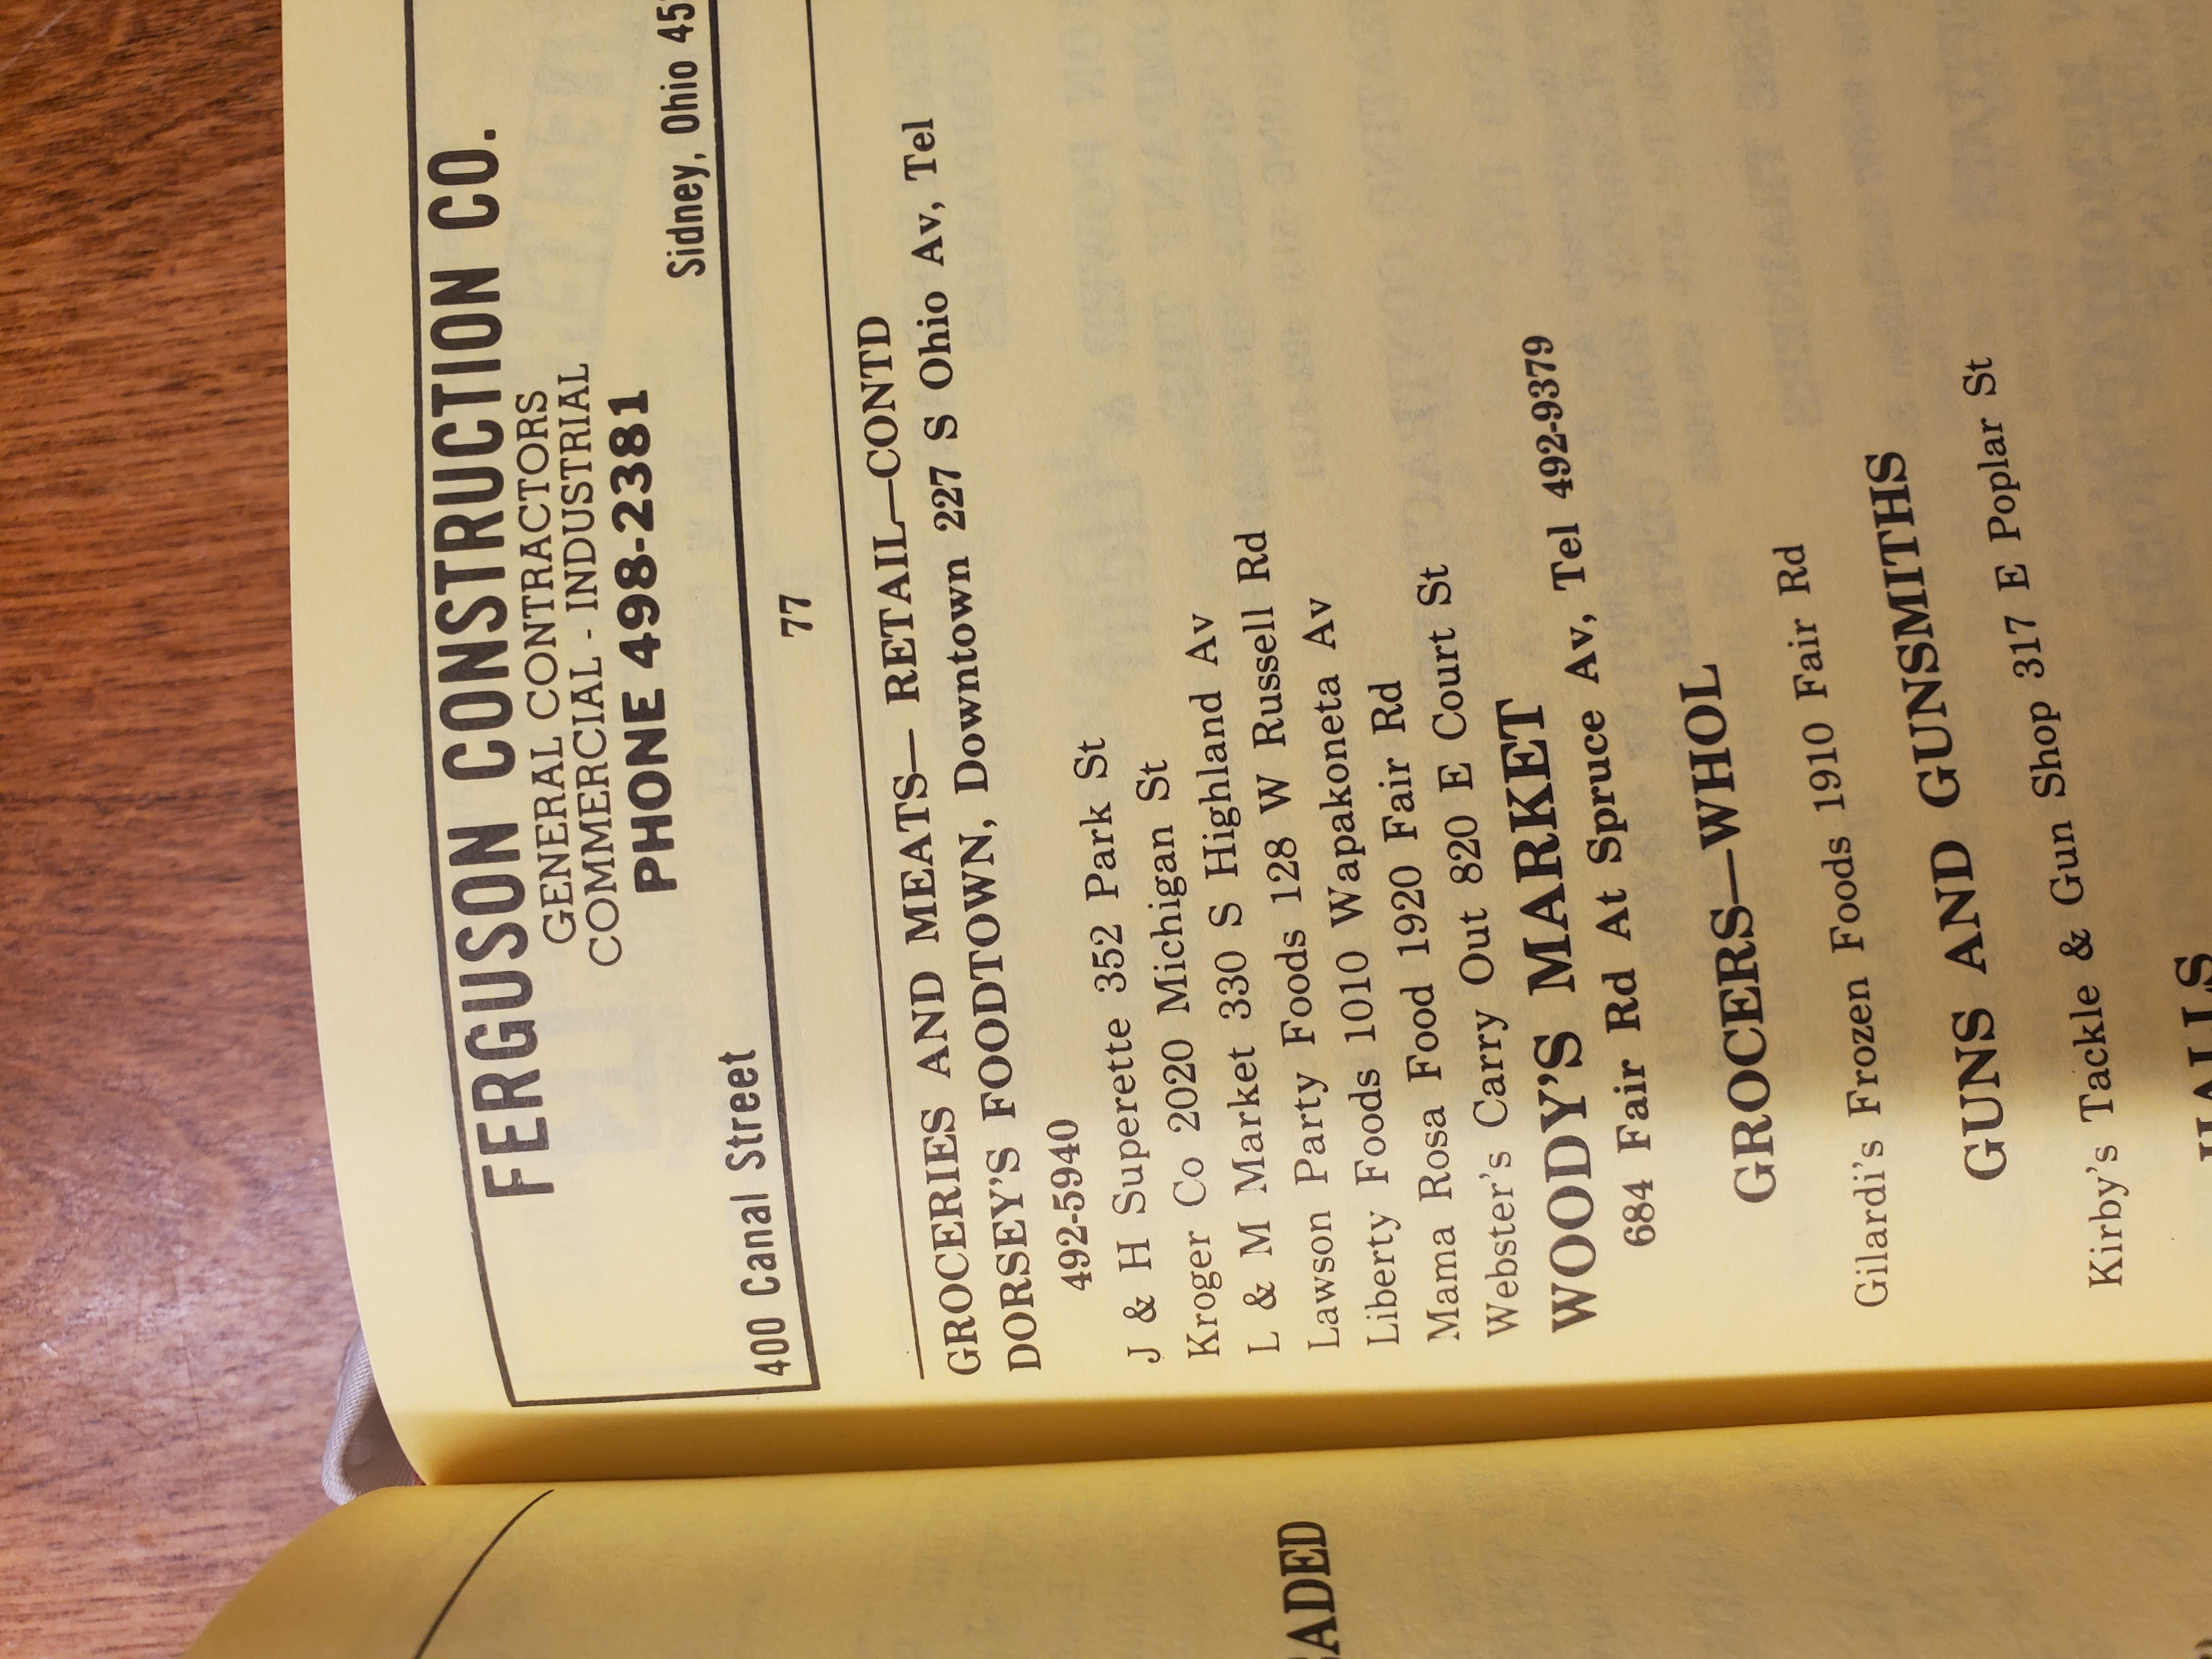 FERGUSON CONSTRUCTION CO.
GENERAL CONTRACTORS
COMMERCIAL - INDUSTRIAL
PHONE 498-2381
400 Canal Street Sidney, Ohio 45
77
GROCERIES AND MEATS— RETAIL—CONTD
DORSEY'S FOODTOWN, Downtown 227 S Ohio Av, Tel
492-5940
J & H Superette 352 Park St
Kroger Co 2020 Michigan St
L & M Market 330 S Highland Av
Lawson Party Foods 128 W Russell Rd
Liberty Foods 1010 Wapakoneta Av
Mama Rosa Food 1920 Fair Rd
Webster's Carry Out 820 E Court St
WOODY'S MARKET
684 Fair Rd At Spruce Av, Tel 492-9379
GROCERS—WHOL
Gilardi's Frozen Foods 1910 Fair Rd
GUNS AND GUNSMITHS
Kirby's Tackle & Gun Shop 317 E Poplar St
HALLS
ADED